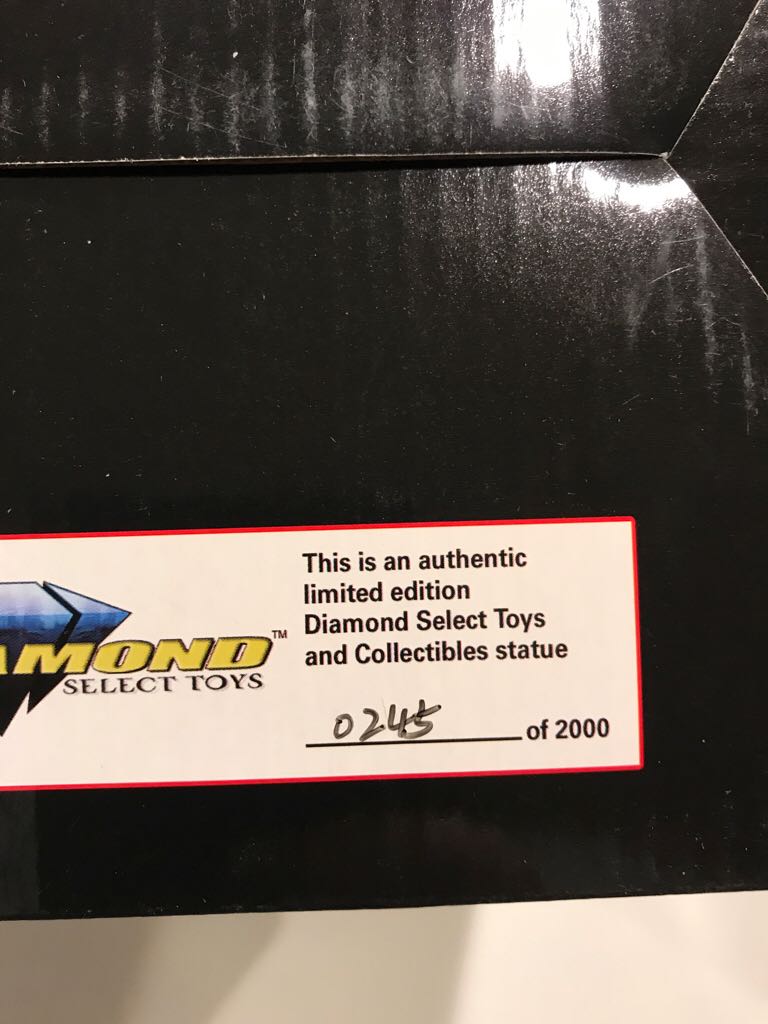 AMOND™
SELECT TOYS
This is an authentic
limited edition
Diamond Select Toys
and Collectibles statue
0245 of 2000